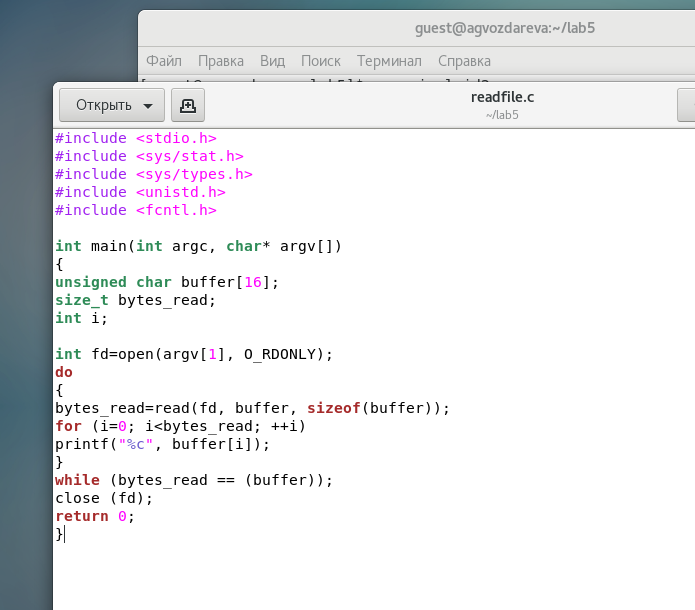 guest@agvozdareva:~/lab5
Файл Правка Вид Поиск Терминал Справка
Открыть
readfile.c
~/lab5
#include <stdio.h>
#include <sys/stat.h>
#include <sys/types.h>
#include <unistd.h>
#include <fcntl.h>
int main(int argc, char* argv[])
{
unsigned char buffer[16];
size_t bytes_read;
int i;
int fd=open(argv[1], O_RDONLY);
do
{
bytes_read=read(fd, buffer, sizeof(buffer));
for (i=0; i<bytes_read; ++i)
printf("%c", buffer[i]);
}
while (bytes_read == (buffer));
close (fd);
return 0;
}